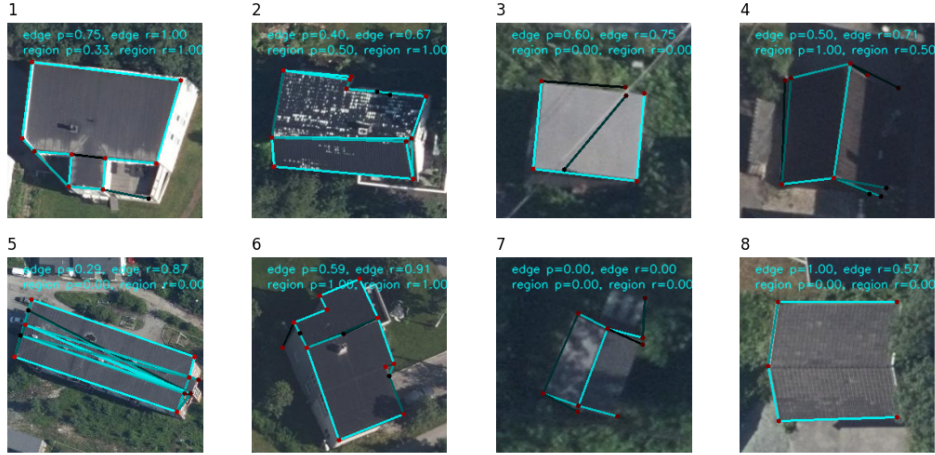 1
edge p=0.75, edge r=1.00
region p=0.33, region r=1.00
2
edge p=0.40, edge r=0.67
region p=0.50, region r=1.00
3
edge p=0.60, edge r=0.75
region p=0.00, region r=0.00
4
edge p=0.50, edge r=0.71
region p=1.00, region r=0.50
5
edge p=0.29, edge r=0.87
region p=0.00, region r=0.00
6
edge p=0.59, edge r=0.91
region p=1.00, region r=1.00
7
edge p=0.00, edge r=0.00
region p=0.00, region r=0.00
8
edge p=1.00, edge r=0.57
region p=0.00, region r=0.00